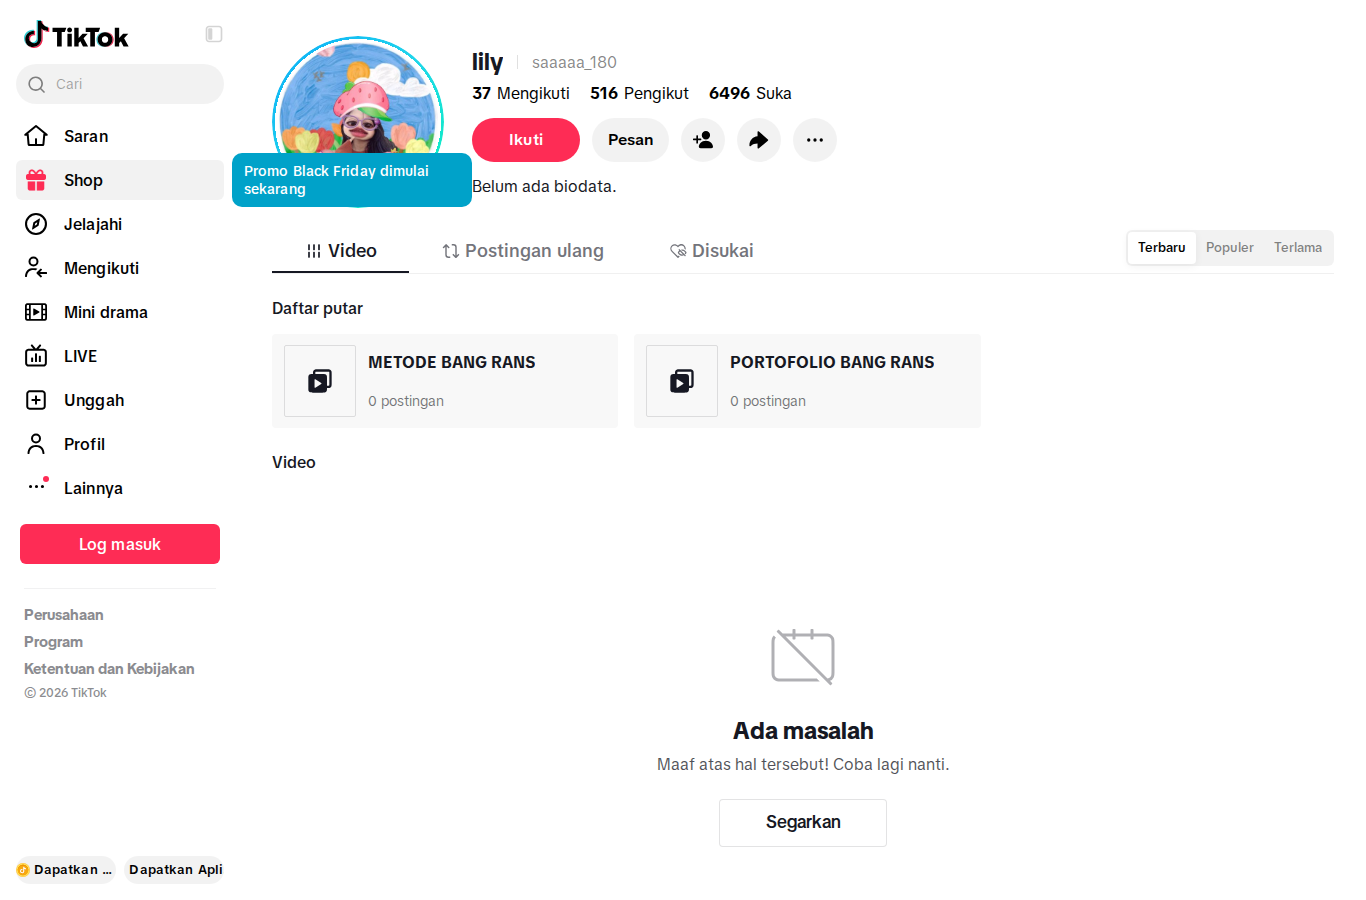 TikTok
Cari
Saran
Shop
Jelajahi
Mengikuti
Mini drama
LIVE
Unggah
Profil
Lainnya
Log masuk
Perusahaan
Program
Ketentuan dan Kebijakan
© 2026 TikTok
Dapatkan ...
Dapatkan Apli
Promo Black Friday dimulai
sekarang
lily
saaaaa_180
37 Mengikuti 516 Pengikut 6496 Suka
Ikuti
Pesan
Belum ada biodata.
Video
Postingan ulang
Disukai
Terbaru
Populer
Terlama
Daftar putar
METODE BANG RANS
0 postingan
PORTOFOLIO BANG RANS
0 postingan
Video
Ada masalah
Maaf atas hal tersebut! Coba lagi nanti.
Segarkan